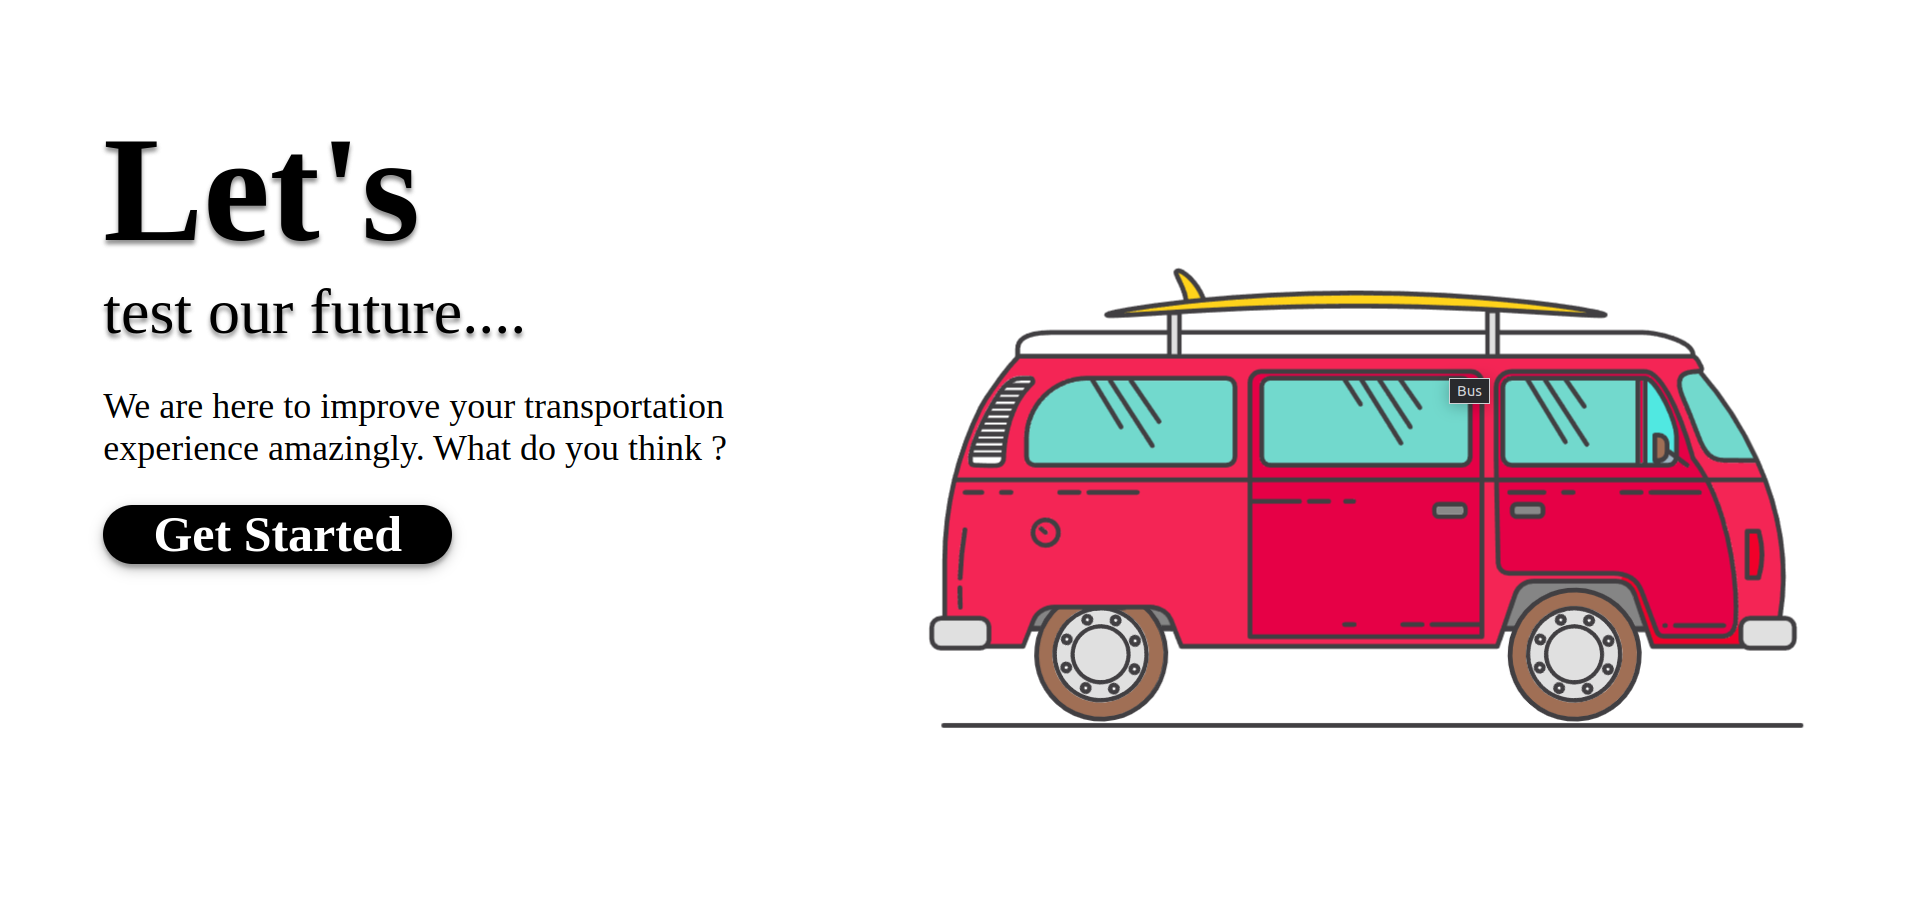 Let's
test our future....
We are here to improve your transportation
experience amazingly. What do you think ?
Get Started
Bus